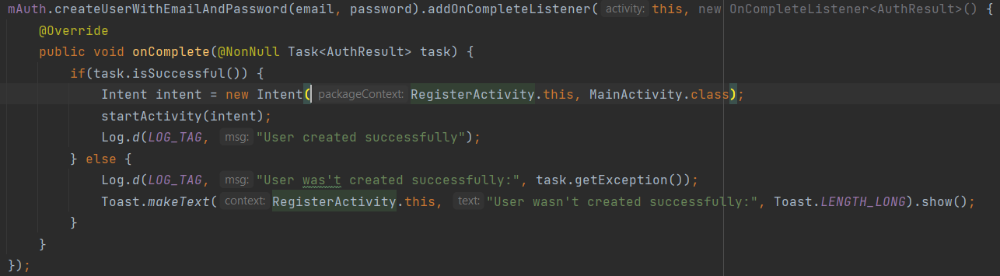 mAuth.createUserWithEmailAndPassword(email, password).addOnCompleteListener( activity: this, new OnCompleteListener<AuthResult>() {
@Override
public void onComplete(@NonNull Task<AuthResult> task) {
if(task.isSuccessful()) {
Intent intent = new Intent( packageContext: RegisterActivity.this, MainActivity.class);
startActivity(intent);
Log.d(LOG_TAG, msg: "User created successfully");
} else {
Log.d(LOG_TAG, msg: "User was't created successfully:", task.getException());
Toast.makeText( context: RegisterActivity.this, text: "User wasn't created successfully:", Toast.LENGTH_LONG).show();
}
}
});